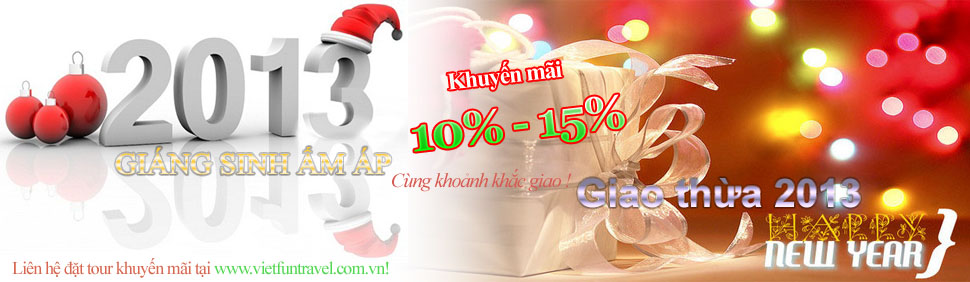 2013
GIÁNG SINH ẤM ÁP
Khuyến mãi
10% - 15%
Cùng khoảnh khắc giao !
Giao thừa 2013
HAPPY
NEW YEAR }
Liên hệ đặt tour khuyến mãi tại www.vietfuntravel.com.vn!